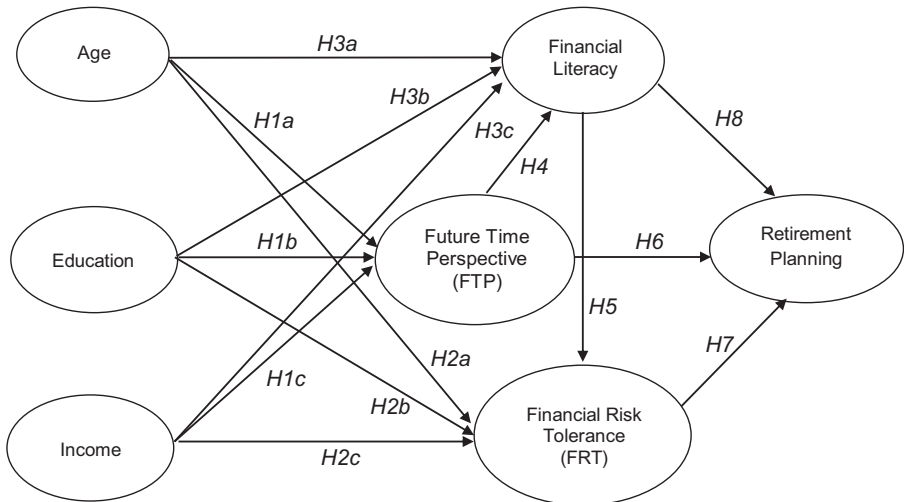 Age
H3a
Financial
Literacy
H3b
H1a
H3c
H8
H4
Education
H1b
Future Time
Perspective
(FTP)
H6
Retirement
Planning
H5
H7
H2a
H1c
H2b
Income
H2c
Financial Risk
Tolerance
(FRT)